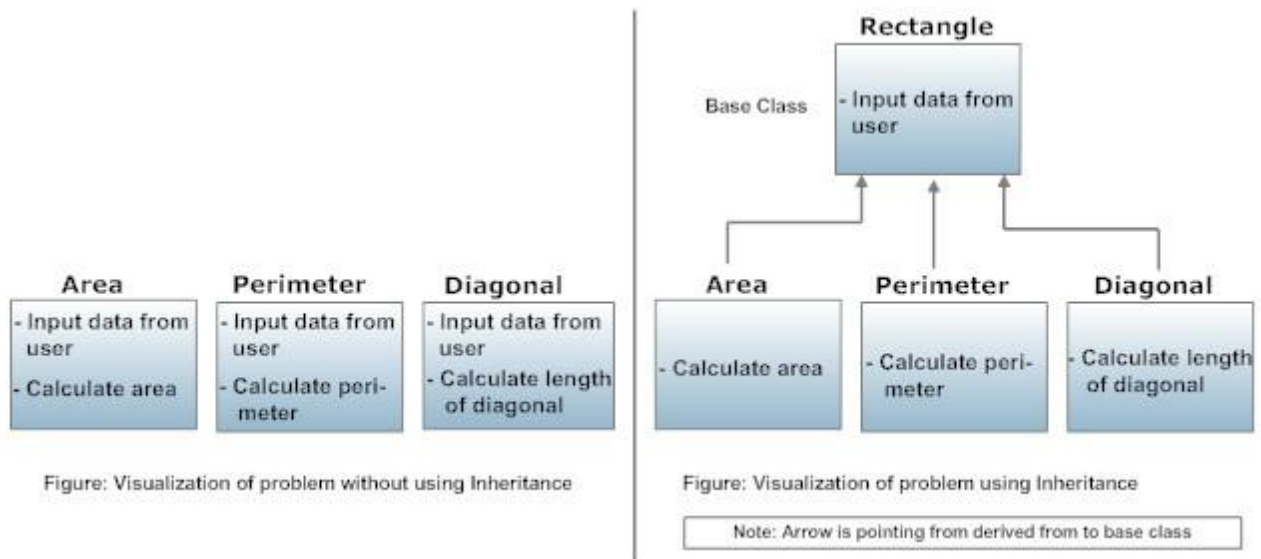 Area
- Input data from
user
- Calculate area
Perimeter
- Input data from
user
- Calculate peri-
meter
Diagonal
- Input data from
user
- Calculate length
of diagonal
Figure: Visualization of problem without using Inheritance
Rectangle
Base Class
- Input data from
user
Area
- Calculate area
Perimeter
- Calculate peri-
meter
Diagonal
- Calculate length
of diagonal
Figure: Visualization of problem using Inheritance
Note: Arrow is pointing from derived from to base class